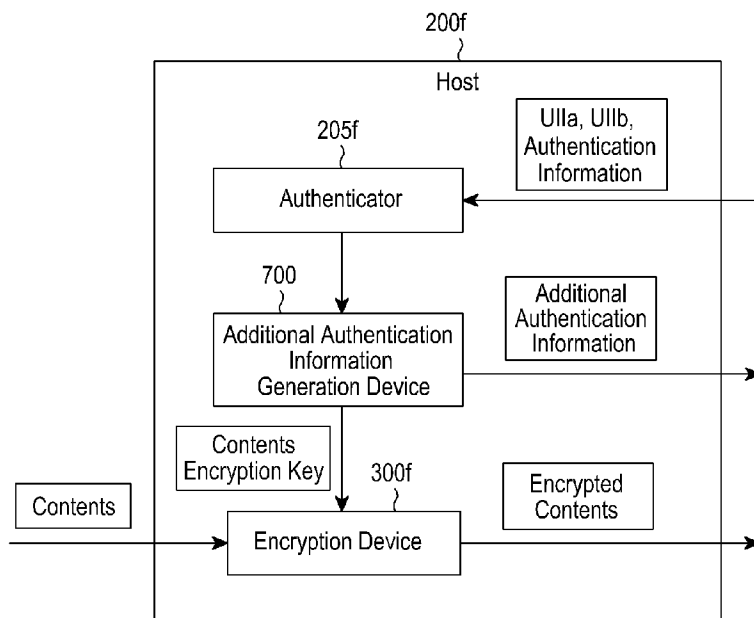 200f
Host
UIIa, UIIb,
Authentication
Information
205f
Authenticator
700
Additional Authentication
Information
Generation Device
Additional
Authentication
Information
Contents
Encryption Key
300f
Contents
Encryption Device
Encrypted
Contents